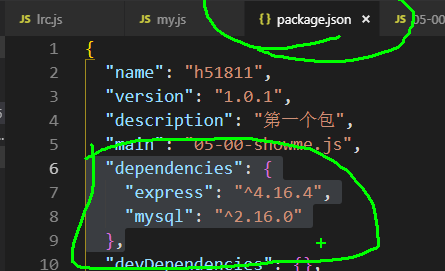 lrc.js JS my.js {} package.json × JS 05-00
1 {
2 "name": "h51811",
3 "version": "1.0.1",
4 "description": "第一个包",
5 "main": "05-00-showme.js",
6 "dependencies": {
7 "express": "^4.16.4",
8 "mysql": "^2.16.0"
9 },
10 "devDependencies": {},